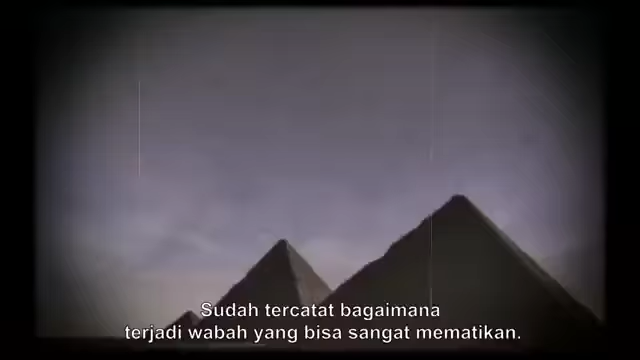 Sudah tercatat bagaimana
terjadi wabah yang bisa sangat mematikan.